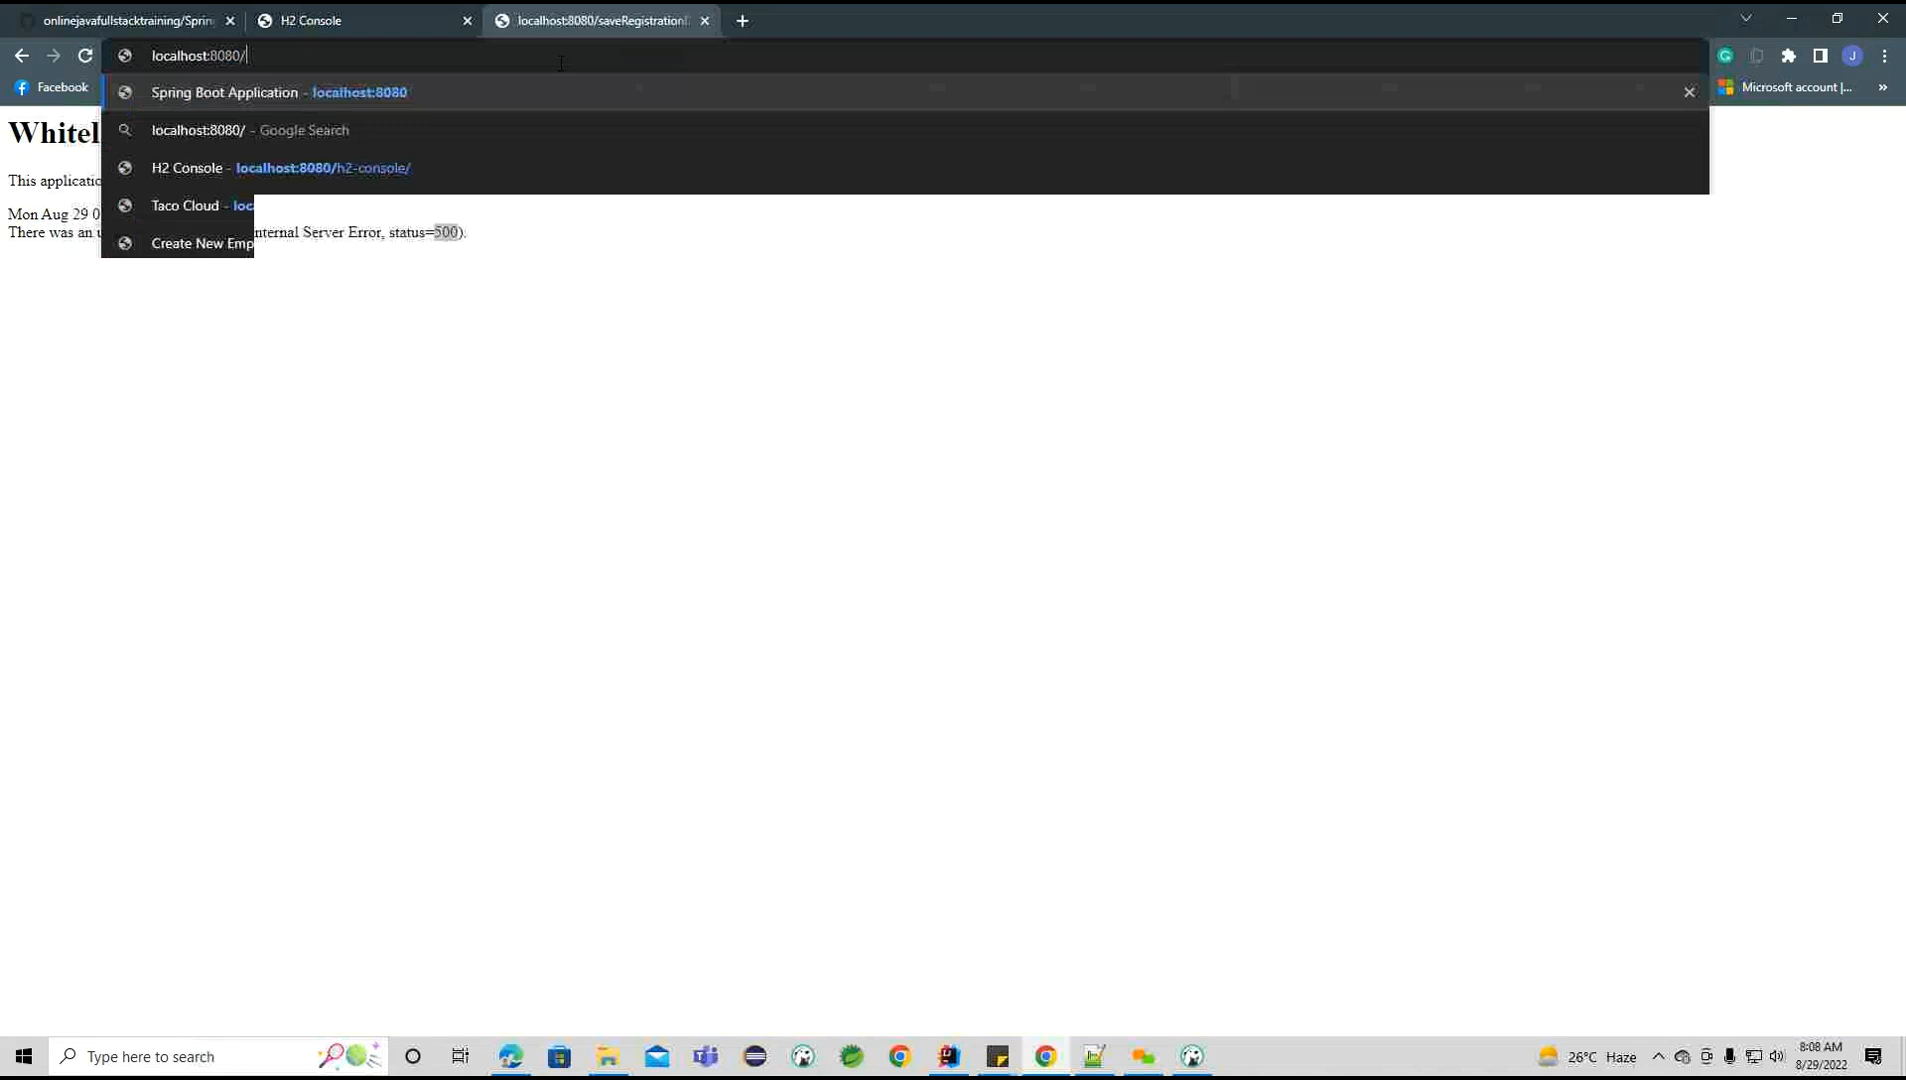 onlinejavafullstacktraining/Sprin
H2 Console
localhost:8080/saveRegistration
localhost:8080/
Facebook
Spring Boot Application - localhost:8080
Microsoft account |...
»
localhost:8080/ - Google Search
Whitel
H2 Console - localhost:8080/h2-console/
This applicatio
Taco Cloud - loc
Mon Aug 29 0
There was an u
nternal Server Error, status=500).
Create New Emp
Type here to search
26°C Haze
8:08 AM
8/29/2022
J